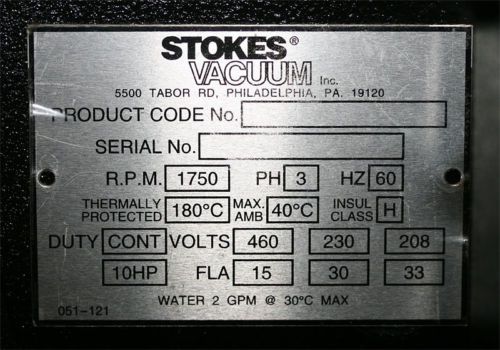 STOKES®
VACUUM Inc.
5500 TABOR RD, PHILADELPHIA, PA. 19120
PRODUCT CODE No.
SERIAL No.
R.P.M. 1750 PH 3 HZ 60
THERMALLY PROTECTED 180°C MAX. AMB 40°C INSUL CLASS H
DUTY CONT VOLTS 460 230 208
10HP FLA 15 30 33
WATER 2 GPM @ 30°C MAX
051-121